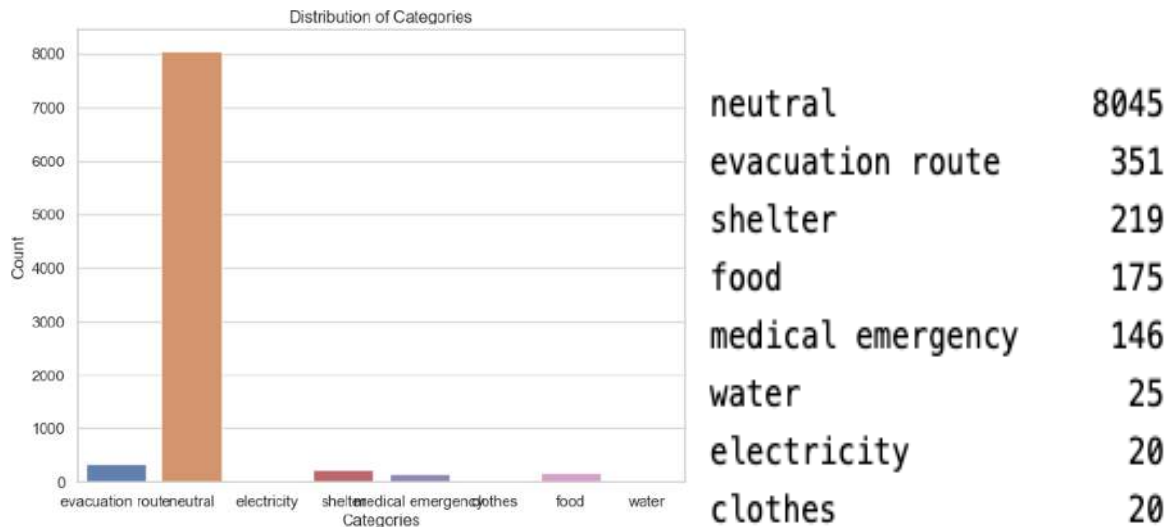 Distribution of Categories
8000
7000
6000
5000
4000
3000
2000
1000
0
Count
evacuation route
neutral
electricity
shelter
medical emergency
clothes
food
water
Categories
neutral 8045
evacuation route 351
shelter 219
food 175
medical emergency 146
water 25
electricity 20
clothes 20